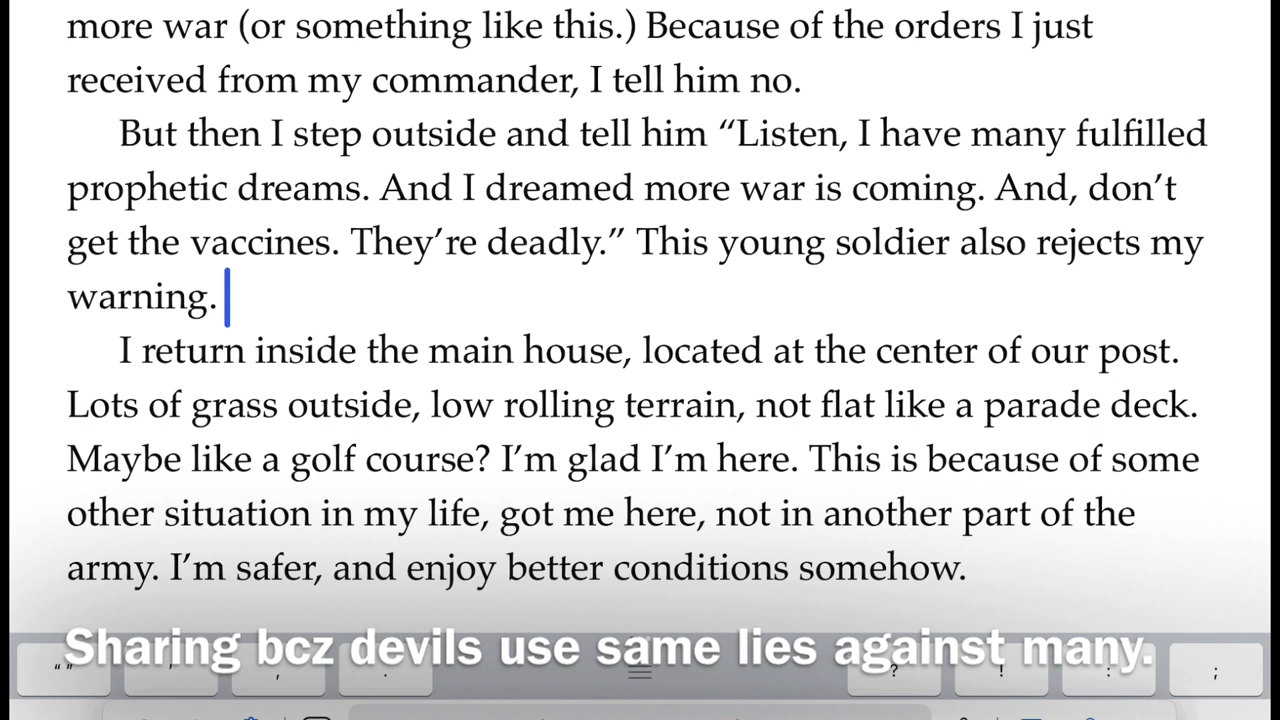 more war (or something like this.) Because of the orders I just
received from my commander, I tell him no.
But then I step outside and tell him “Listen, I have many fulfilled
prophetic dreams. And I dreamed more war is coming. And, don’t
get the vaccines. They’re deadly.” This young soldier also rejects my
warning.
I return inside the main house, located at the center of our post.
Lots of grass outside, low rolling terrain, not flat like a parade deck.
Maybe like a golf course? I’m glad I’m here. This is because of some
other situation in my life, got me here, not in another part of the
army. I’m safer, and enjoy better conditions somehow.
Sharing bcz devils use same lies against many.
" " ' , . ? ! : ;